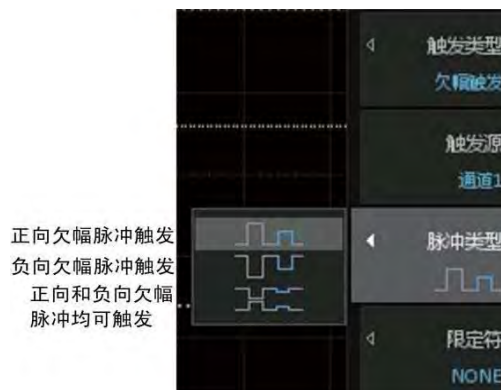 触发类型
欠幅触发
触发源
通道1
正向欠幅脉冲触发
负向欠幅脉冲触发
正向和负向欠幅
脉冲均可触发
脉冲类型
限定符
NONE